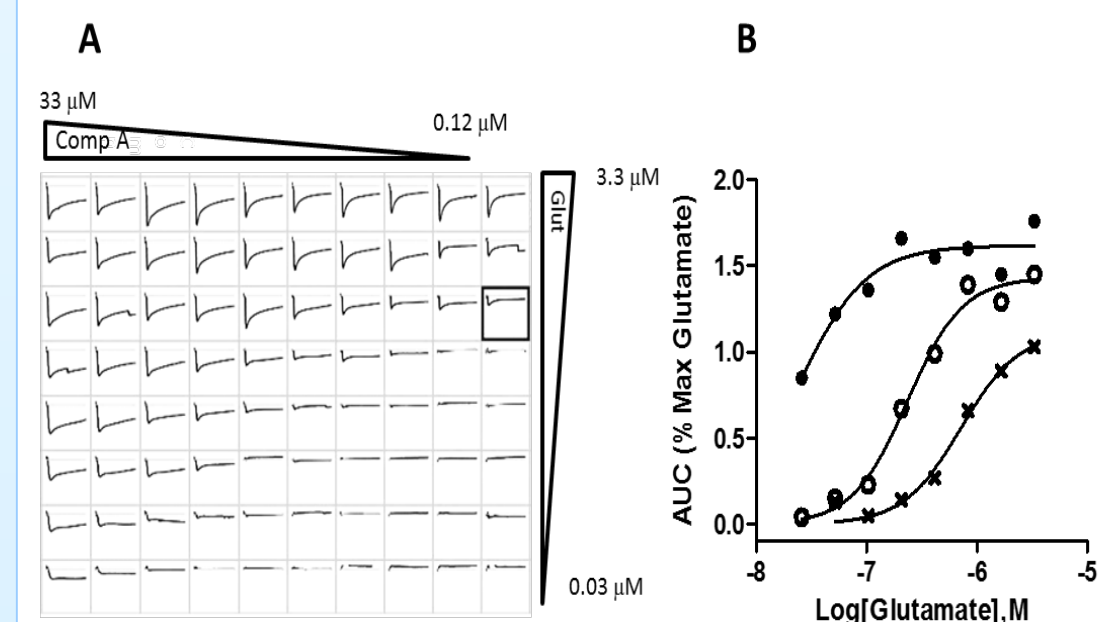 A
B
33 μM
0.12 μM
Comp A
3.3 μM
Glut
0.03 μM
AUC (% Max Glutamate)
2.0
1.5
1.0
0.5
0.0
-8
-7
-6
-5
Log[Glutamate],M